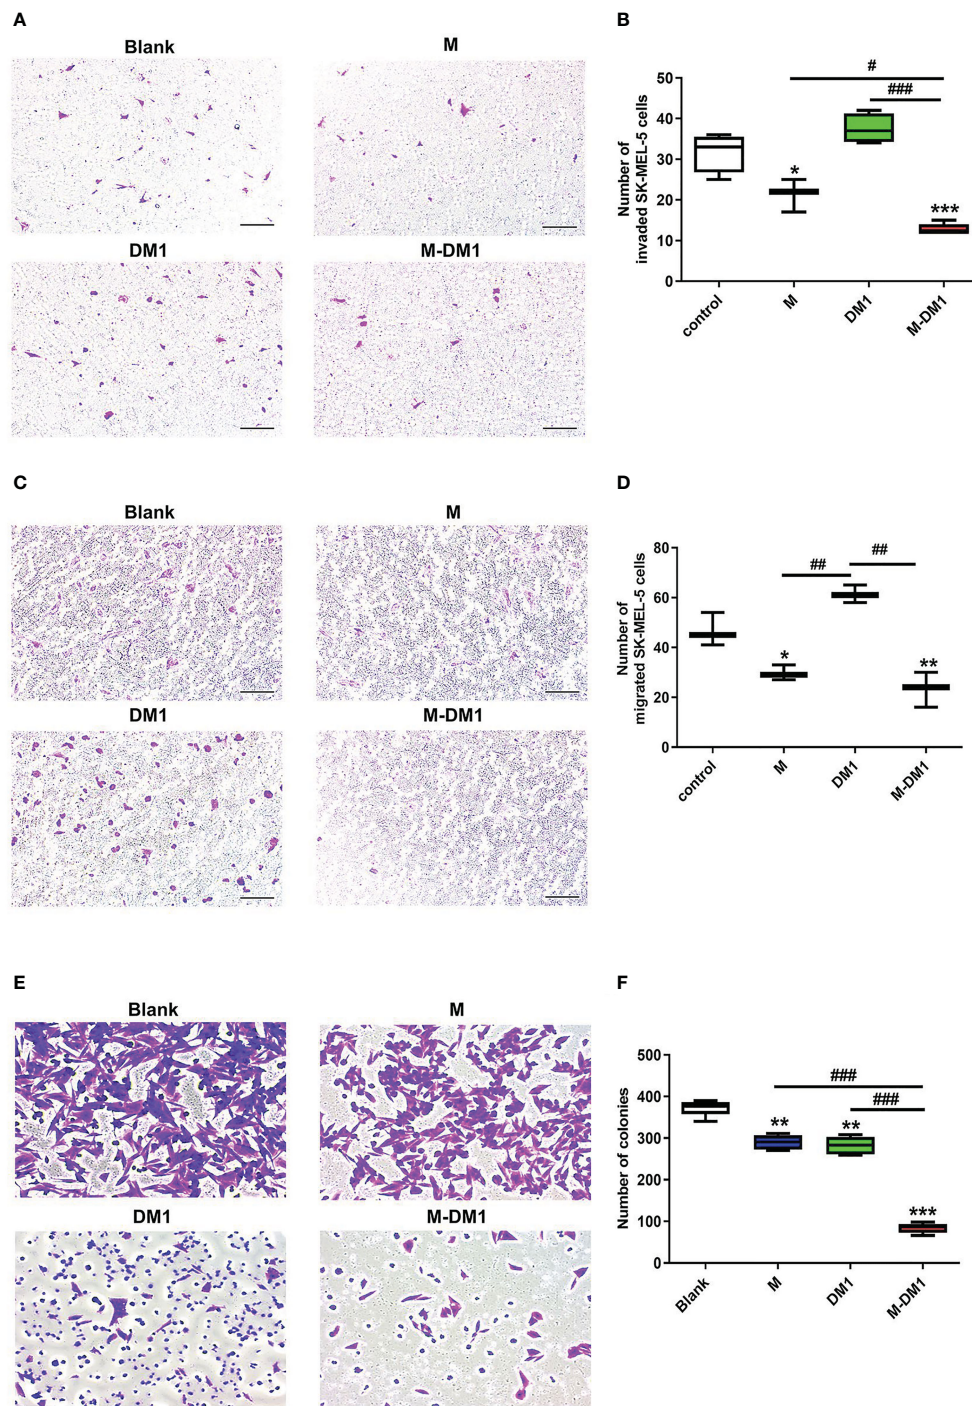 A
Blank
M
DM1
M-DM1
B
Number of
invaded SK-MEL-5 cells
50
40
30
20
10
0
#
###
*
***
control
M
DM1
M-DM1
C
Blank
M
DM1
M-DM1
D
Number of
migrated SK-MEL-5 cells
80
60
40
20
0
##
##
*
**
control
M
DM1
M-DM1
E
Blank
M
DM1
M-DM1
F
Number of colonies
500
400
300
200
100
0
###
###
**
**
***
Blank
M
DM1
M-DM1